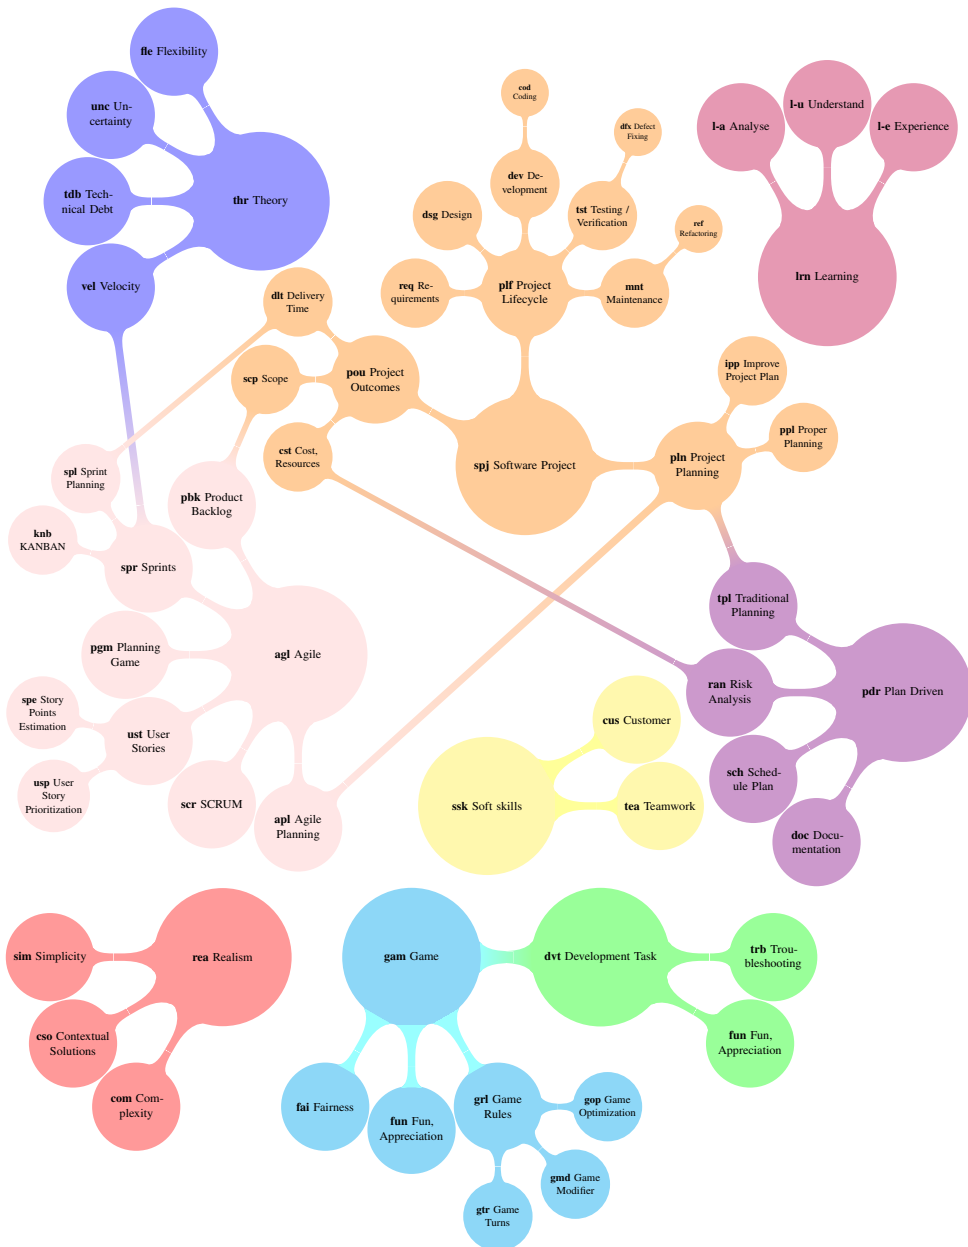 fle Flexibility
unc Un-
certainty
tdb Tech-
nical Debt
vel Velocity
thr Theory
cod
Coding
dfx Defect
Fixing
dev De-
velopment
dsg Design
tst Testing /
Verification
ref
Refactoring
req Re-
quirements
plf Project
Lifecycle
mnt
Maintenance
l-a Analyse
l-u Understand
l-e Experience
lrn Learning
dlt Delivery
Time
scp Scope
pou Project
Outcomes
cst Cost,
Resources
spj Software Project
pln Project
Planning
ipp Improve
Project Plan
ppl Proper
Planning
spl Sprint
Planning
knb
KANBAN
pbk Product
Backlog
spr Sprints
pgm Planning
Game
agl Agile
spe Story
Points
Estimation
ust User
Stories
usp User
Story
Prioritization
scr SCRUM
apl Agile
Planning
tpl Traditional
Planning
ran Risk
Analysis
pdr Plan Driven
sch Sched-
ule Plan
doc Docu-
mentation
cus Customer
ssk Soft skills
tea Teamwork
sim Simplicity
rea Realism
cso Contextual
Solutions
com Com-
plexity
gam Game
dvt Development Task
trb Trou-
bleshooting
fun Fun,
Appreciation
fai Fairness
fun Fun,
Appreciation
grl Game
Rules
gop Game
Optimization
gmd Game
Modifier
gtr Game
Turns